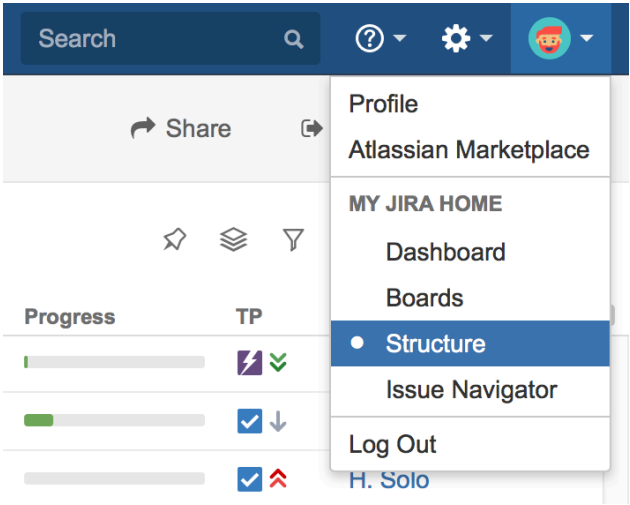 Search
Profile
Share
Atlassian Marketplace
MY JIRA HOME
Dashboard
Boards
Progress TP
Structure
Issue Navigator
Log Out
H. Solo